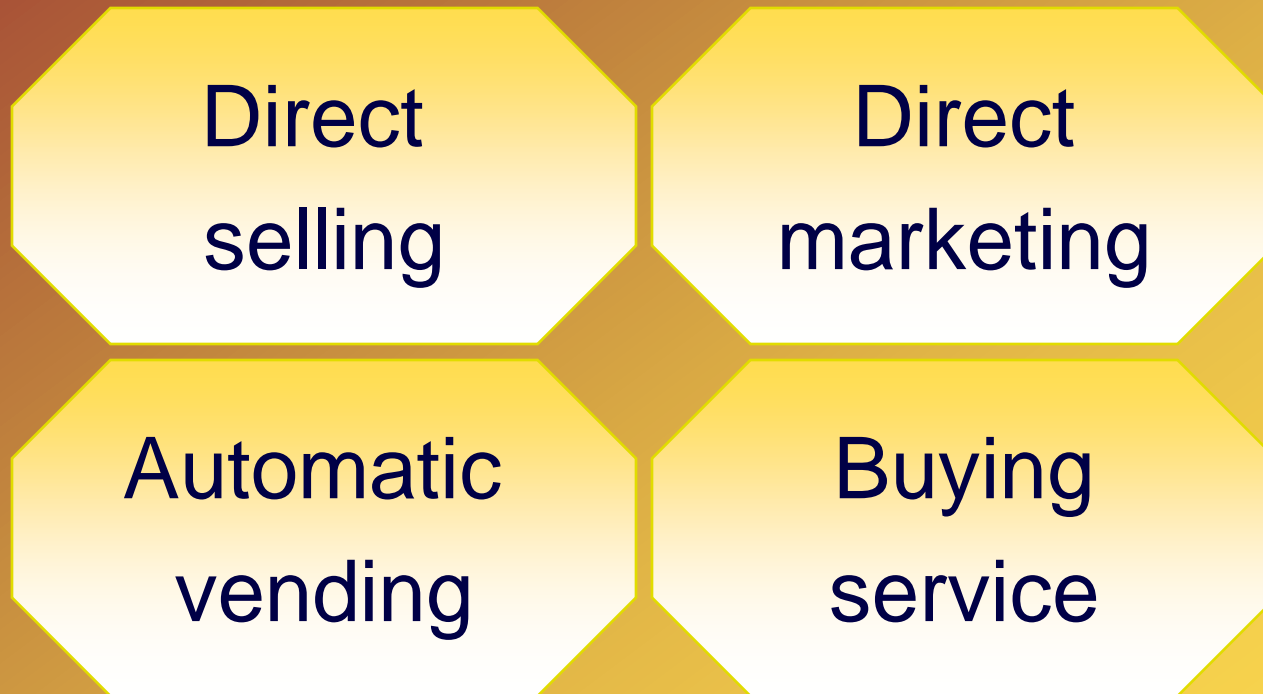 Direct
selling
Direct
marketing
Automatic
vending
Buying
service